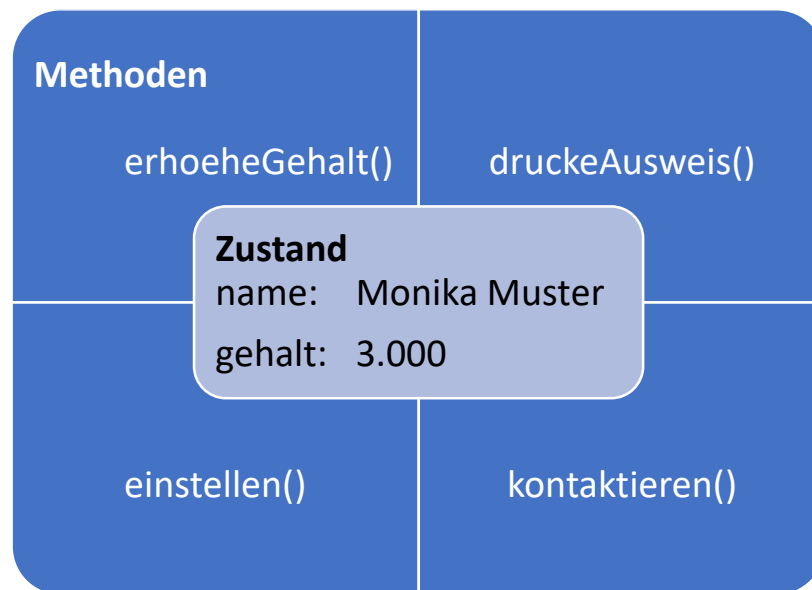 Methoden
erhoeheGehalt()
druckeAusweis()
Zustand
name: Monika Muster
gehalt: 3.000
einstellen()
kontaktieren()